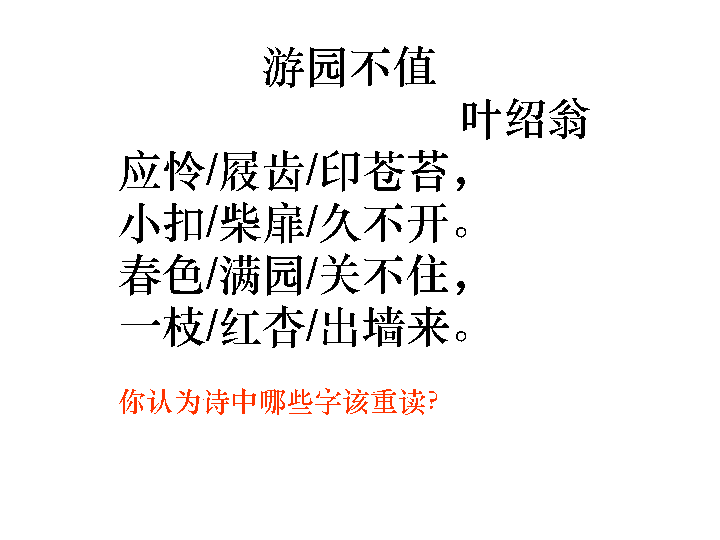 游园不值
叶绍翁
应怜/屐齿/印苍苔，
小扣/柴扉/久不开。
春色/满园/关不住，
一枝/红杏/出墙来。
你认为诗中哪些字该重读?